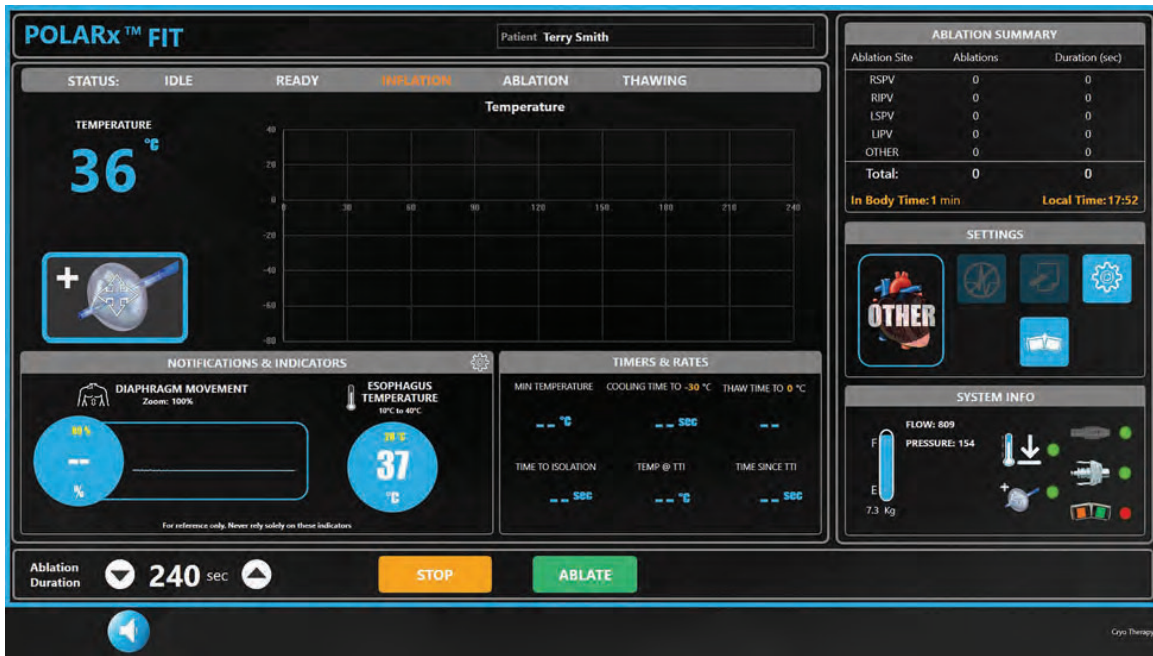 POLARx™ FIT
Patient Terry Smith
STATUS: IDLE READY INFLATION ABLATION THAWING
TEMPERATURE
36 °C
+
Temperature
40
20
0
0 30 60 90 120 150 180 210 240
-20
-40
-60
-80
NOTIFICATIONS & INDICATORS
DIAPHRAGM MOVEMENT
Zoom: 100%
-- 
%
ESOPHAGUS
TEMPERATURE
10°C to 40°C
20 °C
37
°C
For reference only. Never rely solely on these indicators
TIMERS & RATES
MIN TEMPERATURE COOLING TIME TO -30 °C THAW TIME TO 0 °C
-- °C -- sec --
TIME TO ISOLATION TEMP @ TTI TIME SINCE TTI
-- sec -- °C -- sec
ABLATION SUMMARY
Ablation Site Ablations Duration (sec)
RSPV 0 0
RIPV 0 0
LSPV 0 0
LIPV 0 0
OTHER 0 0
Total: 0 0
In Body Time: 1 min Local Time: 17:52
SETTINGS
OTHER
SYSTEM INFO
FLOW: 809
F PRESSURE: 154
E
7.3 Kg
+
Ablation
Duration
240 sec
STOP
ABLATE
Cryo Therapy